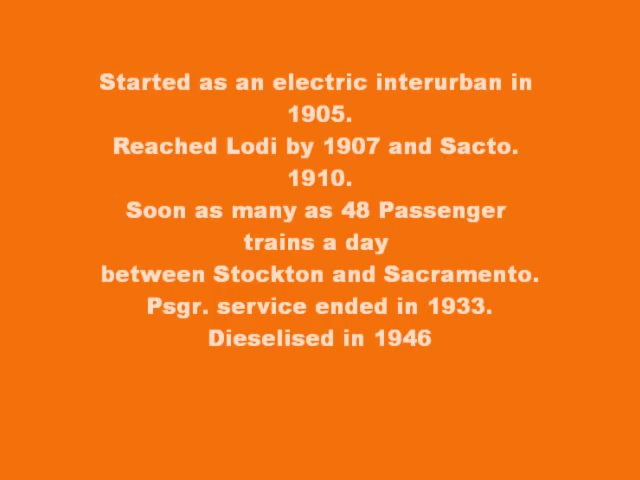 Started as an electric interurban in
1905.
Reached Lodi by 1907 and Sacto.
1910.
Soon as many as 48 Passenger
trains a day
between Stockton and Sacramento.
Psgr. service ended in 1933.
Dieselised in 1946